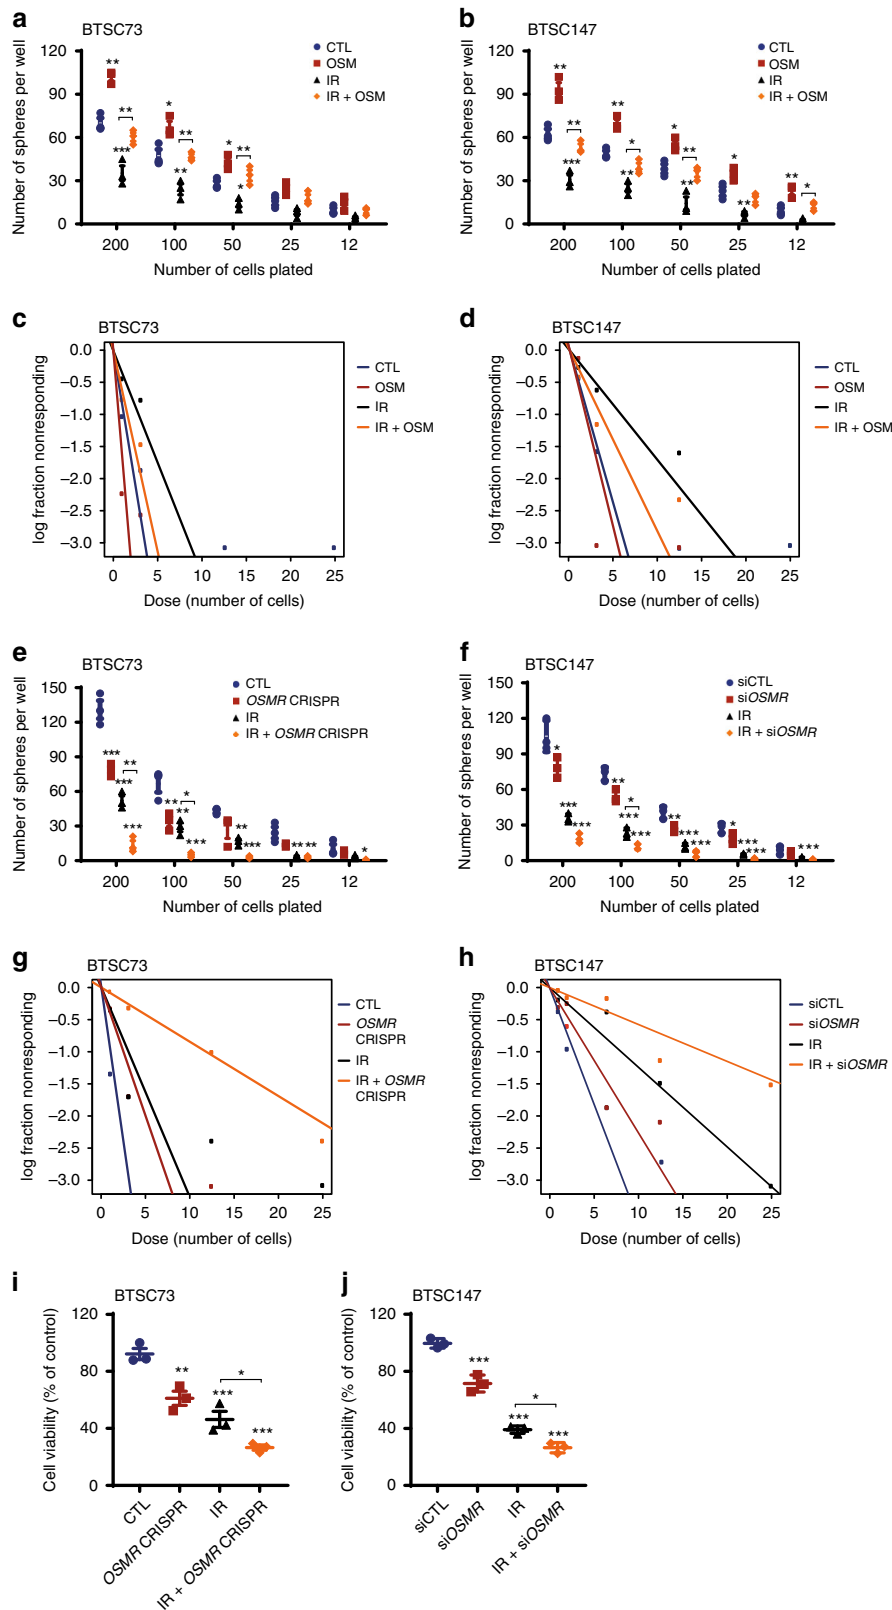 a
BTSC73
Number of spheres per well
120
90
60
30
0
CTL
OSM
IR
IR + OSM
** * * ** ** ** *** ** *
200 100 50 25 12
Number of cells plated
b
BTSC147
Number of spheres per well
120
90
60
30
0
CTL
OSM
IR
IR + OSM
** ** * * ** ** * ** * *** ** ** **
200 100 50 25 12
Number of cells plated
c
BTSC73
log fraction nonresponding
0.0
−0.5
−1.0
−1.5
−2.0
−2.5
−3.0
0 5 10 15 20 25
Dose (number of cells)
CTL
OSM
IR
IR + OSM
d
BTSC147
log fraction nonresponding
0.0
−0.5
−1.0
−1.5
−2.0
−2.5
−3.0
0 5 10 15 20 25
Dose (number of cells)
CTL
OSM
IR
IR + OSM
e
BTSC73
Number of spheres per well
150
120
90
60
30
0
CTL
OSMR CRISPR
IR
IR + OSMR CRISPR
*** ** *** *** ** * ** *** ** *** ** ** *
200 100 50 25 12
Number of cells plated
f
BTSC147
Number of spheres per well
150
120
90
60
30
0
siCTL
siOSMR
IR
IR + siOSMR
* *** *** ** * *** *** ** *** *** * *** *** ***
200 100 50 25 12
Number of cells plated
g
BTSC73
log fraction nonresponding
0.0
−0.5
−1.0
−1.5
−2.0
−2.5
−3.0
0 5 10 15 20 25
Dose (number of cells)
CTL
OSMR
CRISPR
IR
IR + OSMR
CRISPR
h
BTSC147
log fraction nonresponding
0.0
−0.5
−1.0
−1.5
−2.0
−2.5
−3.0
0 5 10 15 20 25
Dose (number of cells)
siCTL
siOSMR
IR
IR + siOSMR
i
BTSC73
Cell viability (% of control)
120
80
40
0
** *** * ***
CTL
OSMR CRISPR
IR
IR + OSMR CRISPR
j
BTSC147
Cell viability (% of control)
120
80
40
0
*** *** * ***
siCTL
siOSMR
IR
IR + siOSMR